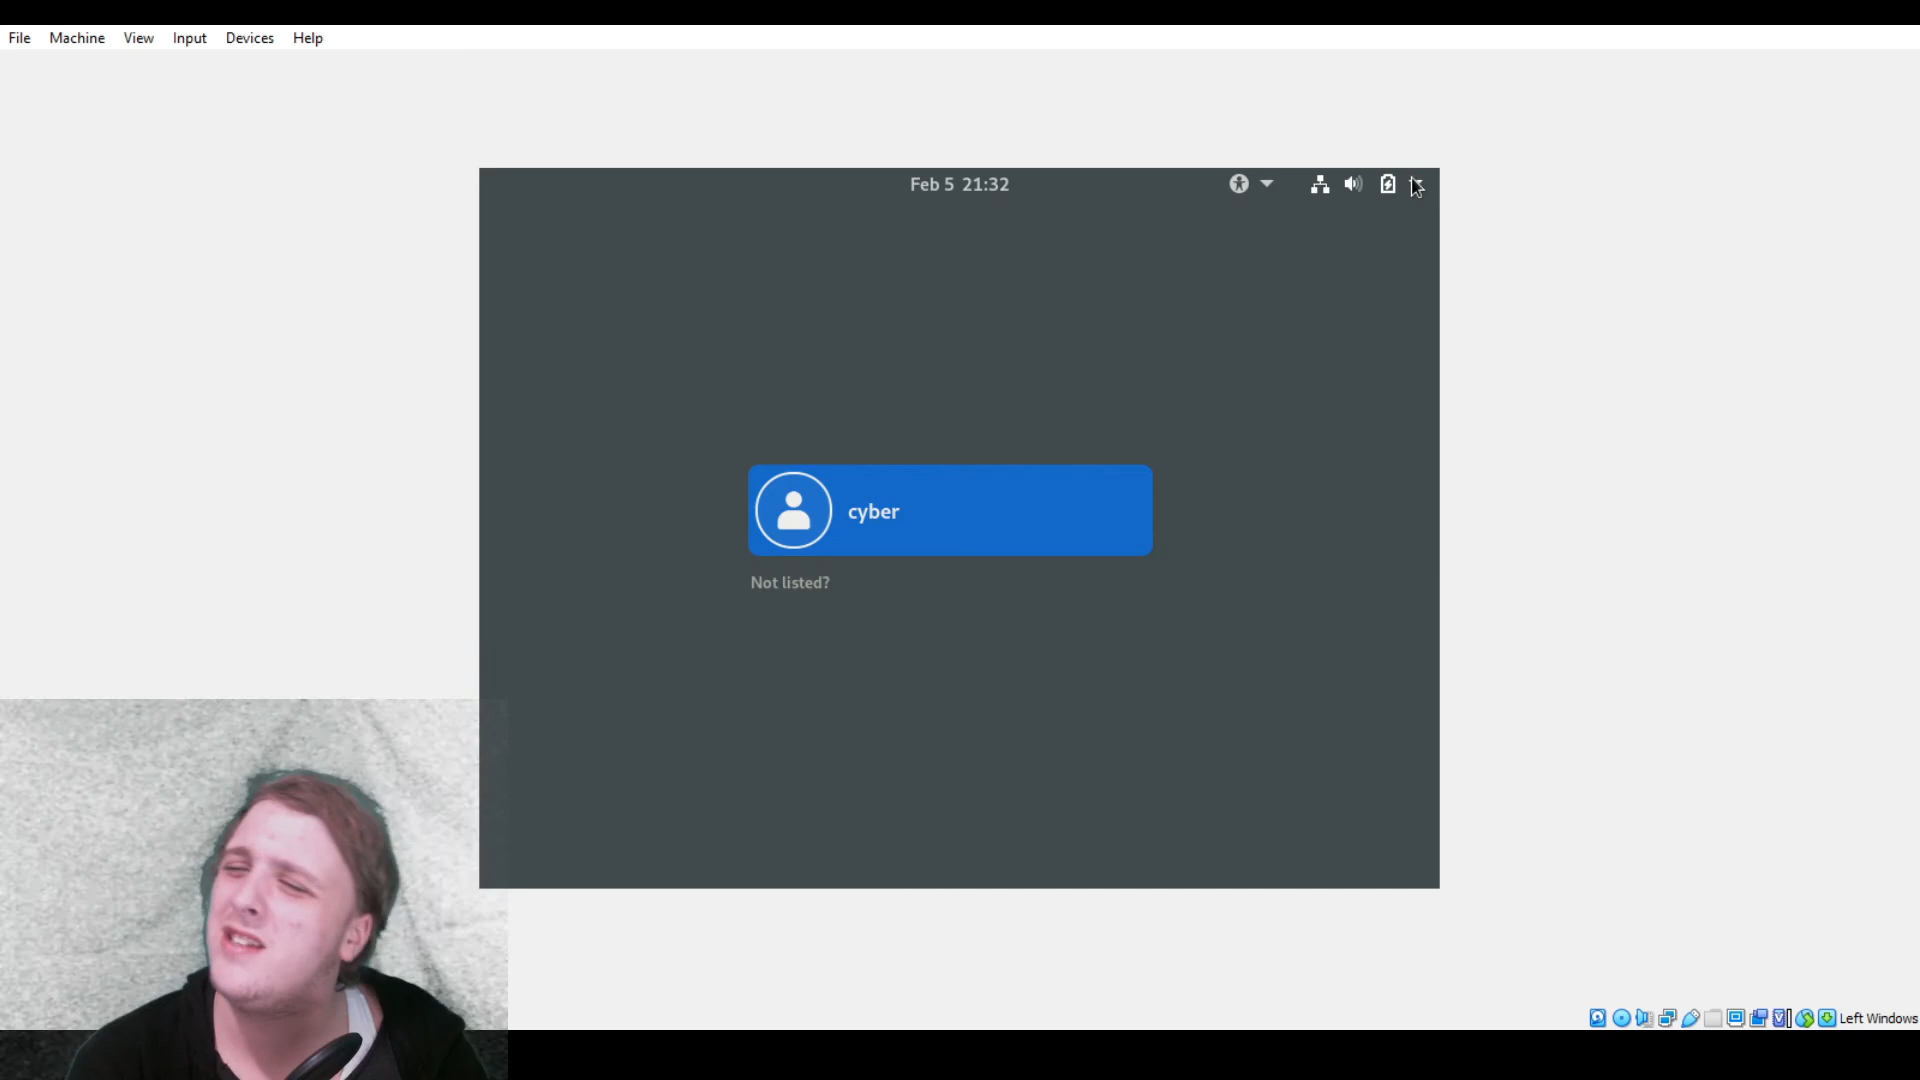 File Machine View Input Devices Help
Feb 5 21:32
cyber
Not listed?
Left Windows